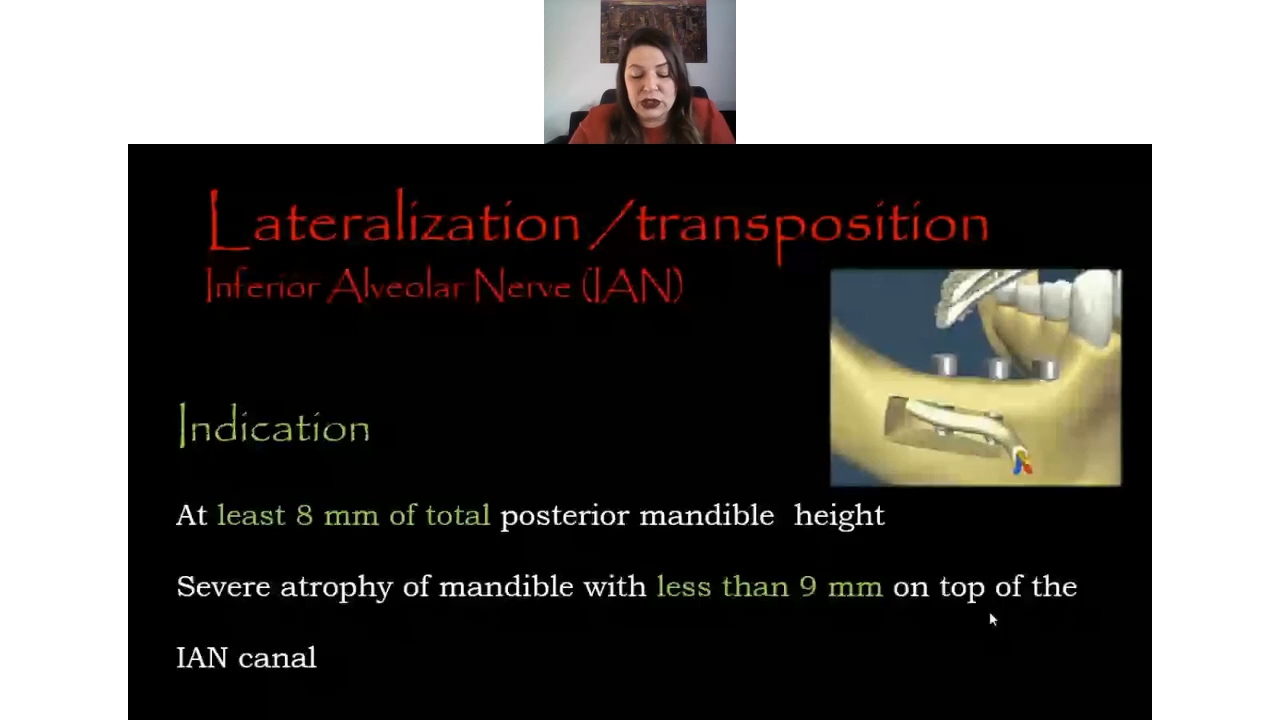 Lateralization/transposition
Inferior Alveolar Nerve (IAN)
Indication
At least 8 mm of total posterior mandible height
Severe atrophy of mandible with less than 9 mm on top of the
IAN canal